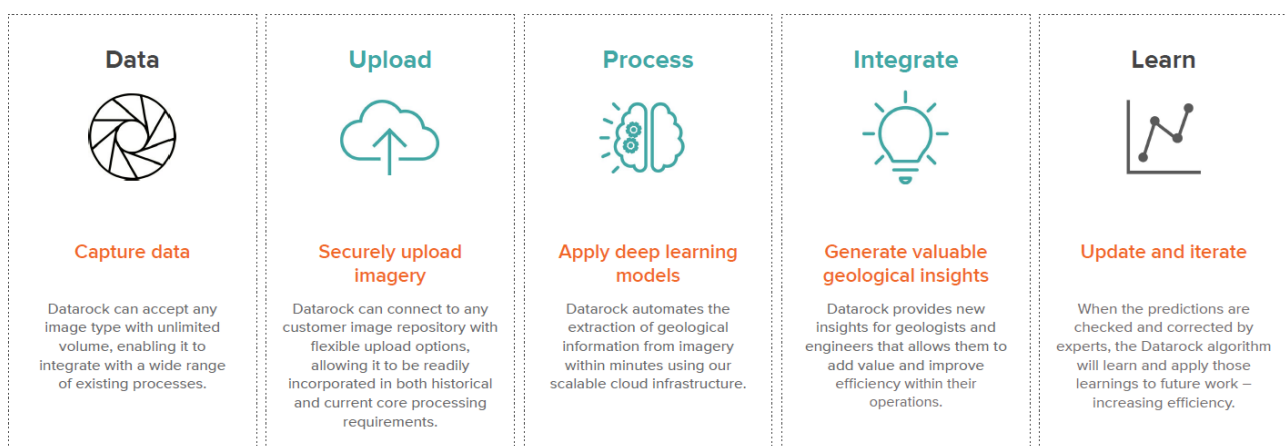 Data
Capture data
Datarock can accept any
image type with unlimited
volume, enabling it to
integrate with a wide range
of existing processes.
Upload
Securely upload
imagery
Datarock can connect to any
customer image repository with
flexible upload options,
allowing it to be readily
incorporated in both historical
and current core processing
requirements.
Process
Apply deep learning
models
Datarock automates the
extraction of geological
information from imagery
within minutes using our
scalable cloud infrastructure.
Integrate
Generate valuable
geological insights
Datarock provides new
insights for geologists and
engineers that allows them to
add value and improve
efficiency within their
operations.
Learn
Update and iterate
When the predictions are
checked and corrected by
experts, the Datarock algorithm
will learn and apply those
learnings to future work –
increasing efficiency.